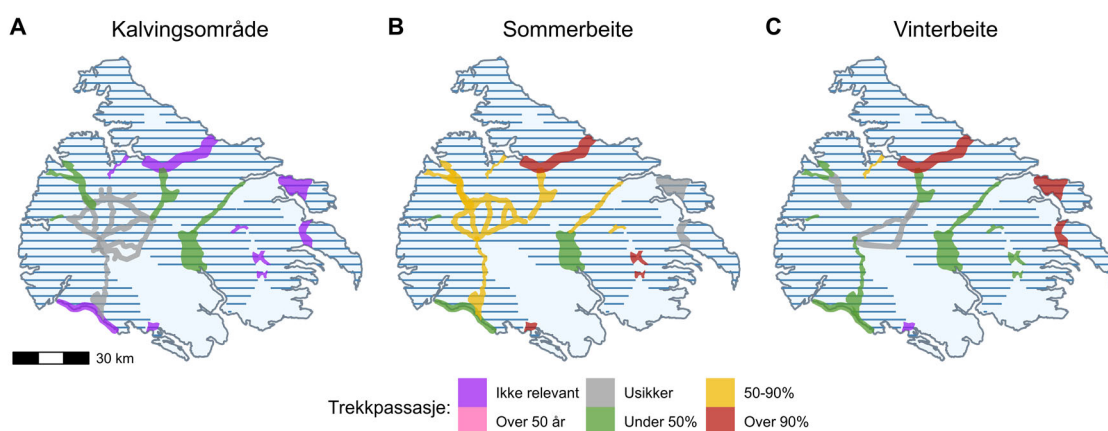 A Kalvingsområde
B Sommerbeite
C Vinterbeite
30 km
Trekkpassasje:
Ikke relevant
Usikker
50-90%
Over 50 år
Under 50%
Over 90%